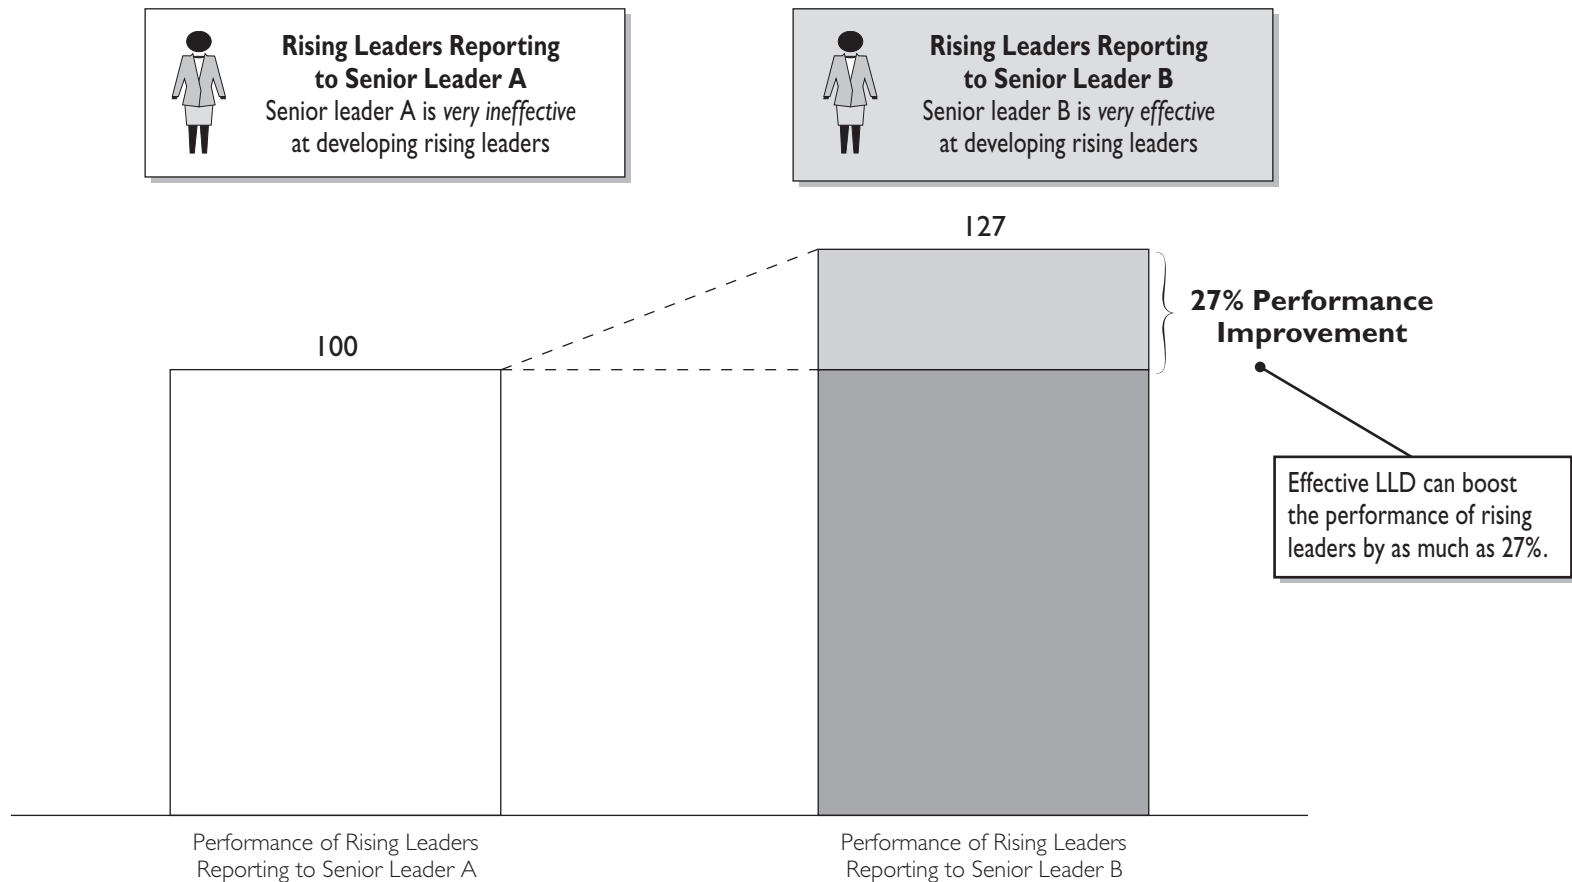 Rising Leaders Reporting
to Senior Leader A
Senior leader A is very ineffective
at developing rising leaders
Rising Leaders Reporting
to Senior Leader B
Senior leader B is very effective
at developing rising leaders
100
127
27% Performance
Improvement
Effective LLD can boost
the performance of rising
leaders by as much as 27%.
Performance of Rising Leaders
Reporting to Senior Leader A
Performance of Rising Leaders
Reporting to Senior Leader B